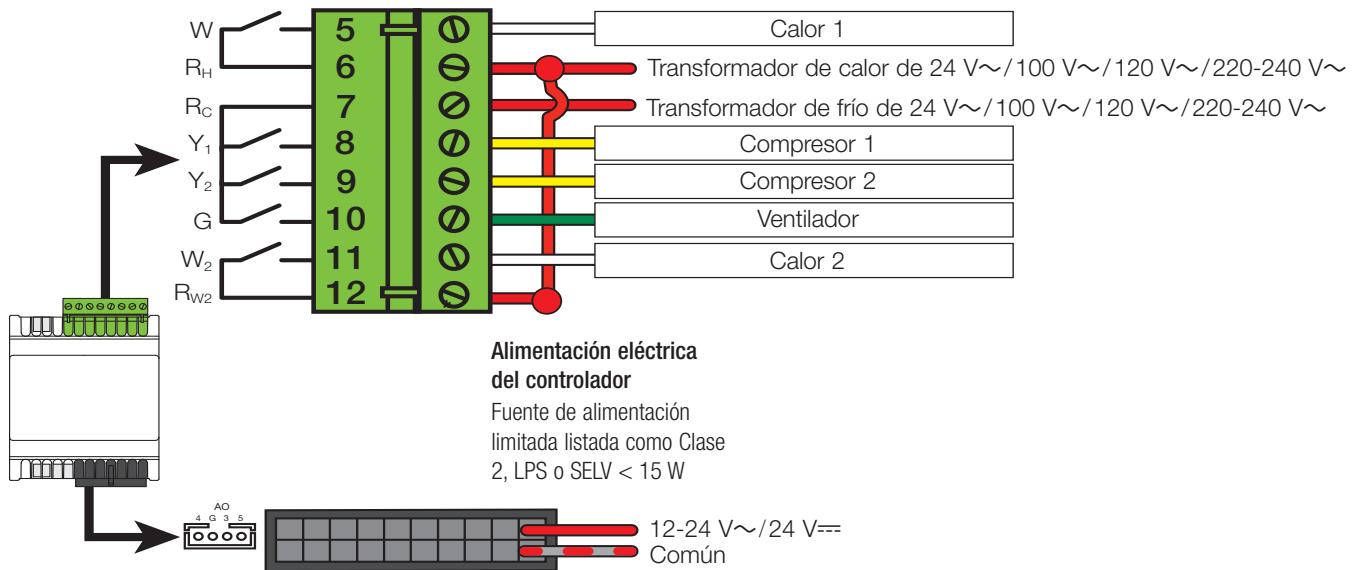 W 5 Calor 1
R_H 6 Transformador de calor de 24 V~/100 V~/120 V~/220-240 V~
R_C 7 Transformador de frío de 24 V~/100 V~/120 V~/220-240 V~
Y₁ 8 Compresor 1
Y₂ 9 Compresor 2
G 10 Ventilador
W₂ 11 Calor 2
R_W2 12
Alimentación eléctrica
del controlador
Fuente de alimentación
limitada listada como Clase
2, LPS o SELV < 15 W
AO
4 G 3 5
12-24 V~/24 V⎓
Común